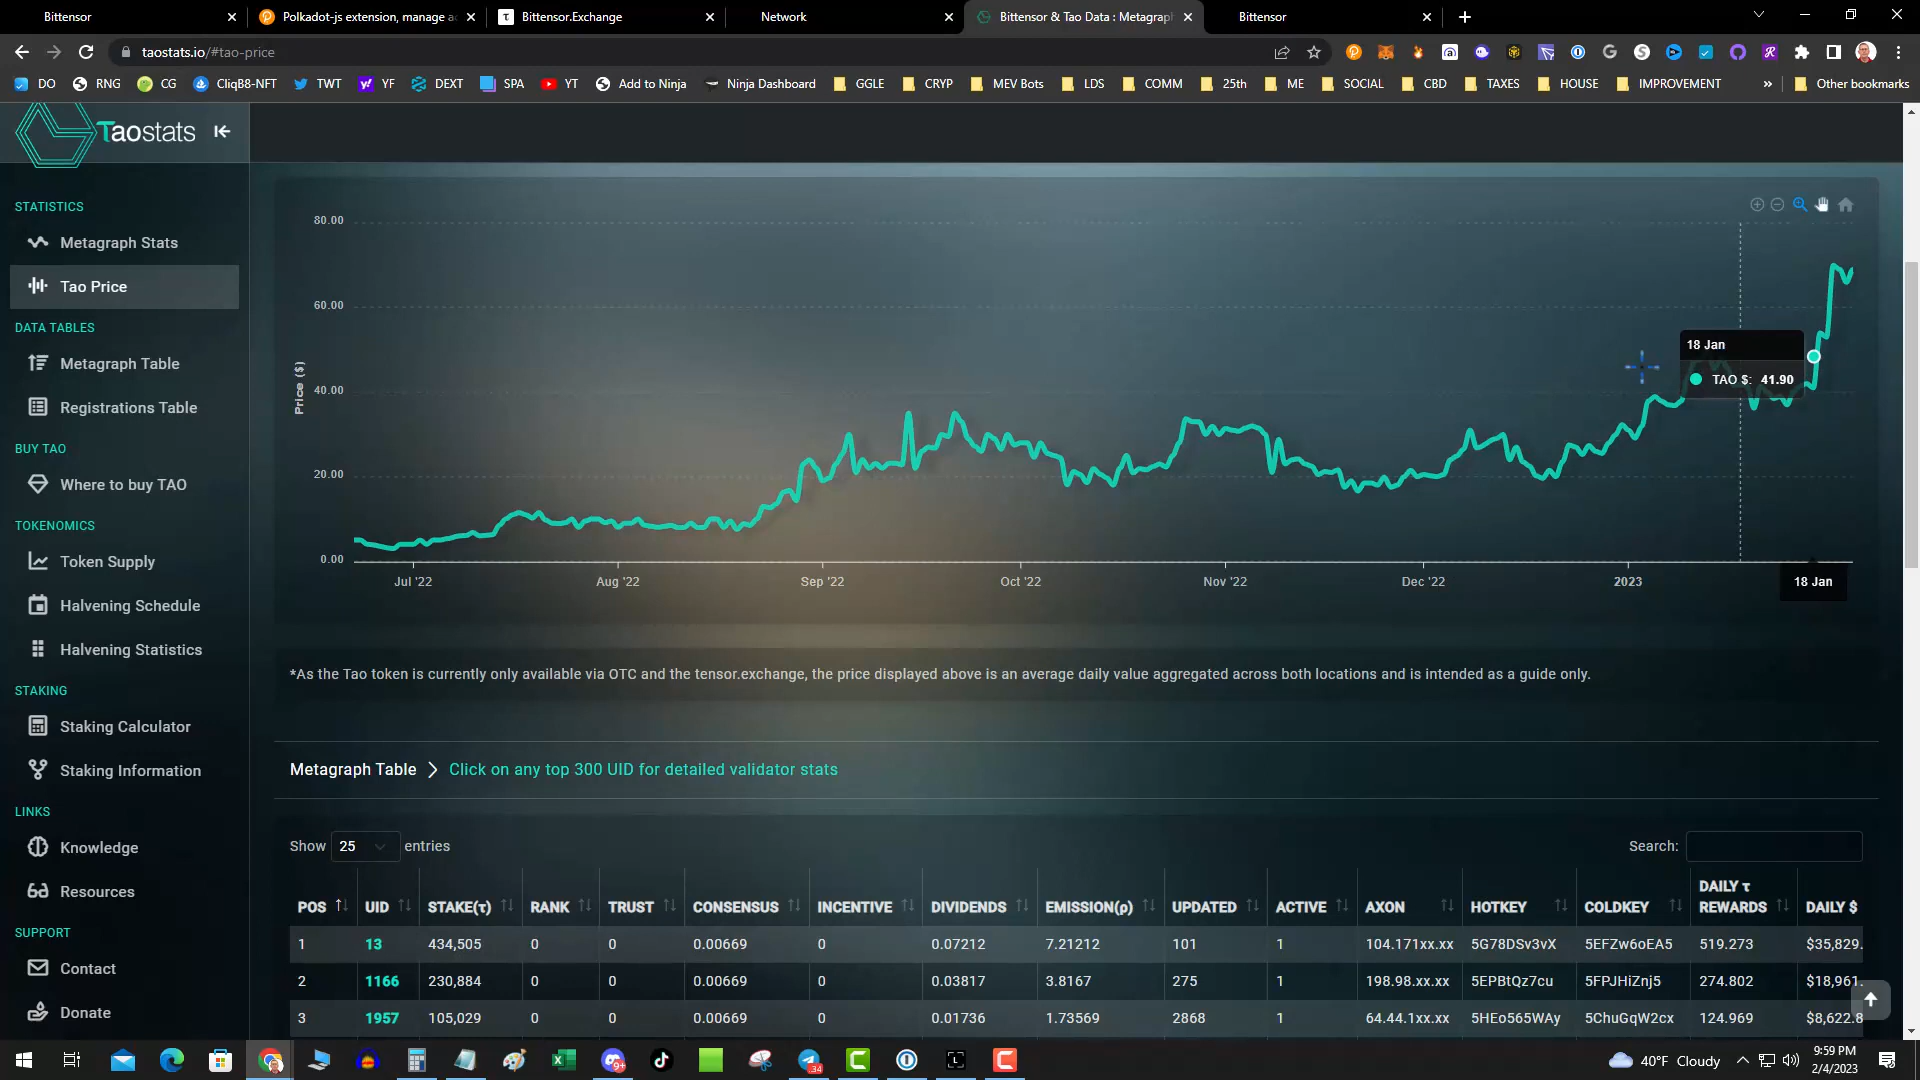 Bittensor
Polkadot-js extension, manage ac
Bittensor.Exchange
Network
Bittensor & Tao Data : Metagraph
Bittensor
taostats.io/#tao-price
DO
RNG
CG
CliqB8-NFT
TWT
YF
DEXT
SPA
YT
Add to Ninja
Ninja Dashboard
GGLE
CRYP
MEV Bots
LDS
COMM
25th
ME
SOCIAL
CBD
TAXES
HOUSE
IMPROVEMENT
»
Other bookmarks
Taostats
STATISTICS
Metagraph Stats
Tao Price
DATA TABLES
Metagraph Table
Registrations Table
BUY TAO
Where to buy TAO
TOKENOMICS
Token Supply
Halvening Schedule
Halvening Statistics
STAKING
Staking Calculator
Staking Information
LINKS
Knowledge
Resources
SUPPORT
Contact
Donate
Price ($)
80.00
60.00
40.00
20.00
0.00
Jul '22
Aug '22
Sep '22
Oct '22
Nov '22
Dec '22
2023
18 Jan
18 Jan
TAO $: 41.90
*As the Tao token is currently only available via OTC and the tensor.exchange, the price displayed above is an average daily value aggregated across both locations and is intended as a guide only.
Metagraph Table > Click on any top 300 UID for detailed validator stats
Show 25 entries
Search:
POS UID STAKE(τ) RANK TRUST CONSENSUS INCENTIVE DIVIDENDS EMISSION(ρ) UPDATED ACTIVE AXON HOTKEY COLDKEY DAILY τ REWARDS DAILY $
1 13 434,505 0 0 0.00669 0 0.07212 7.21212 101 1 104.171xx.xx 5G78DSv3vX 5EFZw6oEA5 519.273 $35,829.
2 1166 230,884 0 0 0.00669 0 0.03817 3.8167 275 1 198.98.xx.xx 5EPBtQz7cu 5FPJHiZnj5 274.802 $18,961.
3 1957 105,029 0 0 0.00669 0 0.01736 1.73569 2868 1 64.44.1xx.xx 5HEo565WAy 5ChuGqW2cx 124.969 $8,622.8
40°F Cloudy
9:59 PM
2/4/2023